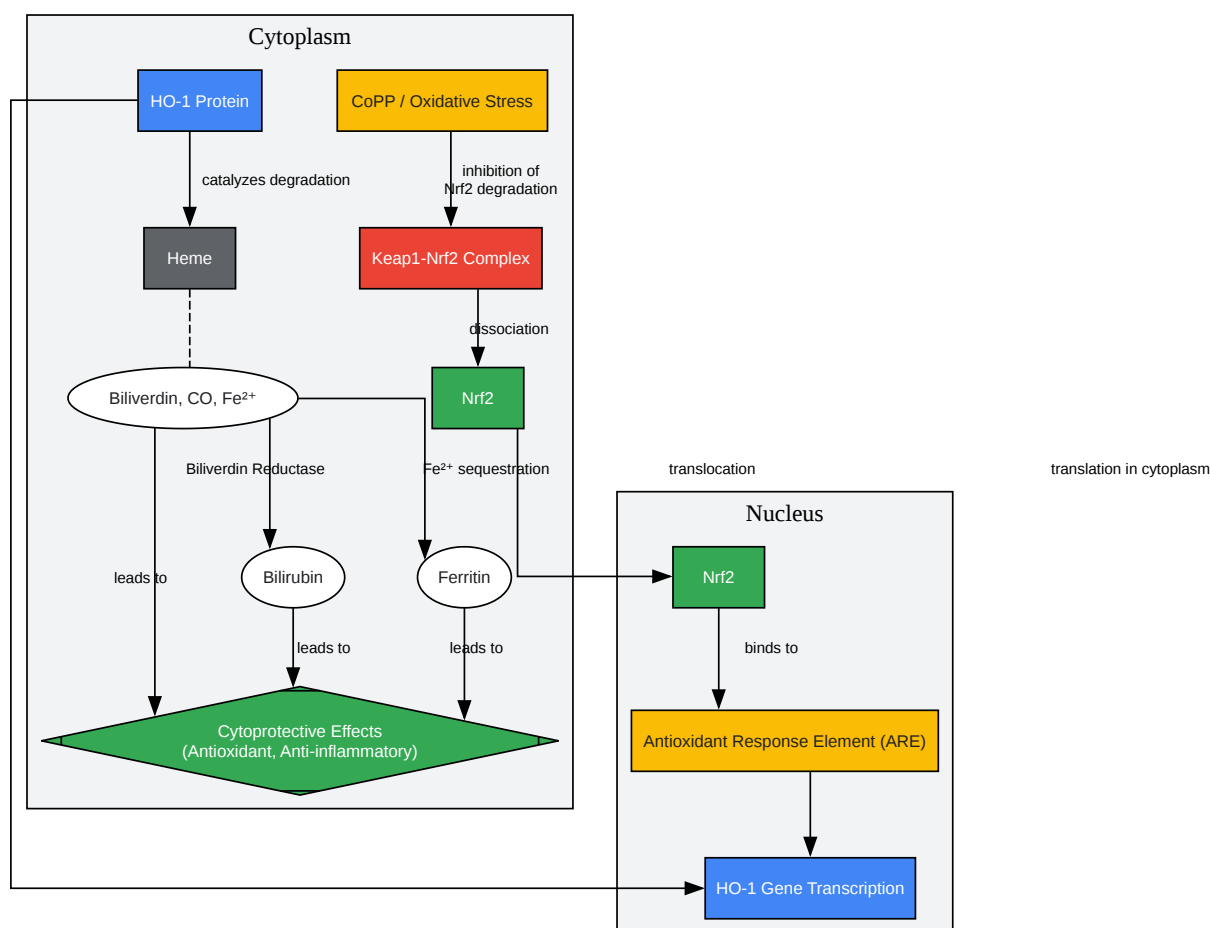 Cytoplasm
HO-1 Protein
CoPP / Oxidative Stress
catalyzes degradation
inhibition of
Nrf2 degradation
Heme
Keap1-Nrf2 Complex
dissociation
Biliverdin, CO, Fe²⁺
Nrf2
Biliverdin Reductase
Fe²⁺ sequestration
translocation
translation in cytoplasm
Nucleus
leads to
Bilirubin
Ferritin
Nrf2
leads to
leads to
binds to
Cytoprotective Effects
(Antioxidant, Anti-inflammatory)
Antioxidant Response Element (ARE)
HO-1 Gene Transcription